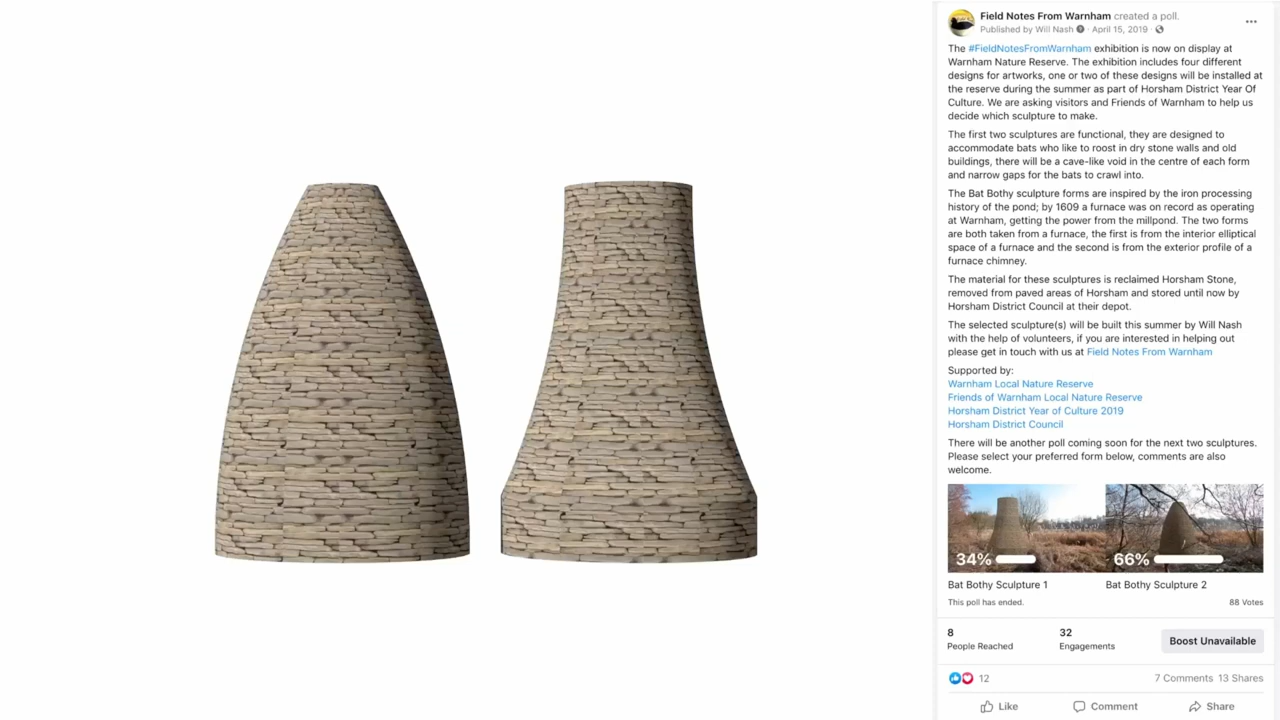 Field Notes From Warnham created a poll.
Published by Will Nash · April 15, 2019 ·
The #FieldNotesFromWarnham exhibition is now on display at
Warnham Nature Reserve. The exhibition includes four different
designs for artworks, one or two of these designs will be installed at
the reserve during the summer as part of Horsham District Year Of
Culture. We are asking visitors and Friends of Warnham to help us
decide which sculpture to make.
The first two sculptures are functional, they are designed to
accommodate bats who like to roost in dry stone walls and old
buildings, there will be a cave-like void in the centre of each form
and narrow gaps for the bats to crawl into.
The Bat Bothy sculpture forms are inspired by the iron processing
history of the pond; by 1609 a furnace was on record as operating
at Warnham, getting the power from the millpond. The two forms
are both taken from a furnace, the first is from the interior elliptical
space of a furnace and the second is from the exterior profile of a
furnace chimney.
The material for these sculptures is reclaimed Horsham Stone,
removed from paved areas of Horsham and stored until now by
Horsham District Council at their depot.
The selected sculpture(s) will be built this summer by Will Nash
with the help of volunteers, if you are interested in helping out
please get in touch with us at Field Notes From Warnham
Supported by:
Warnham Local Nature Reserve
Friends of Warnham Local Nature Reserve
Horsham District Year of Culture 2019
Horsham District Council
There will be another poll coming soon for the next two sculptures.
Please select your preferred form below, comments are also
welcome.
34% 66%
Bat Bothy Sculpture 1 Bat Bothy Sculpture 2
This poll has ended. 88 Votes
8 32
People Reached Engagements Boost Unavailable
12 7 Comments 13 Shares
Like Comment Share